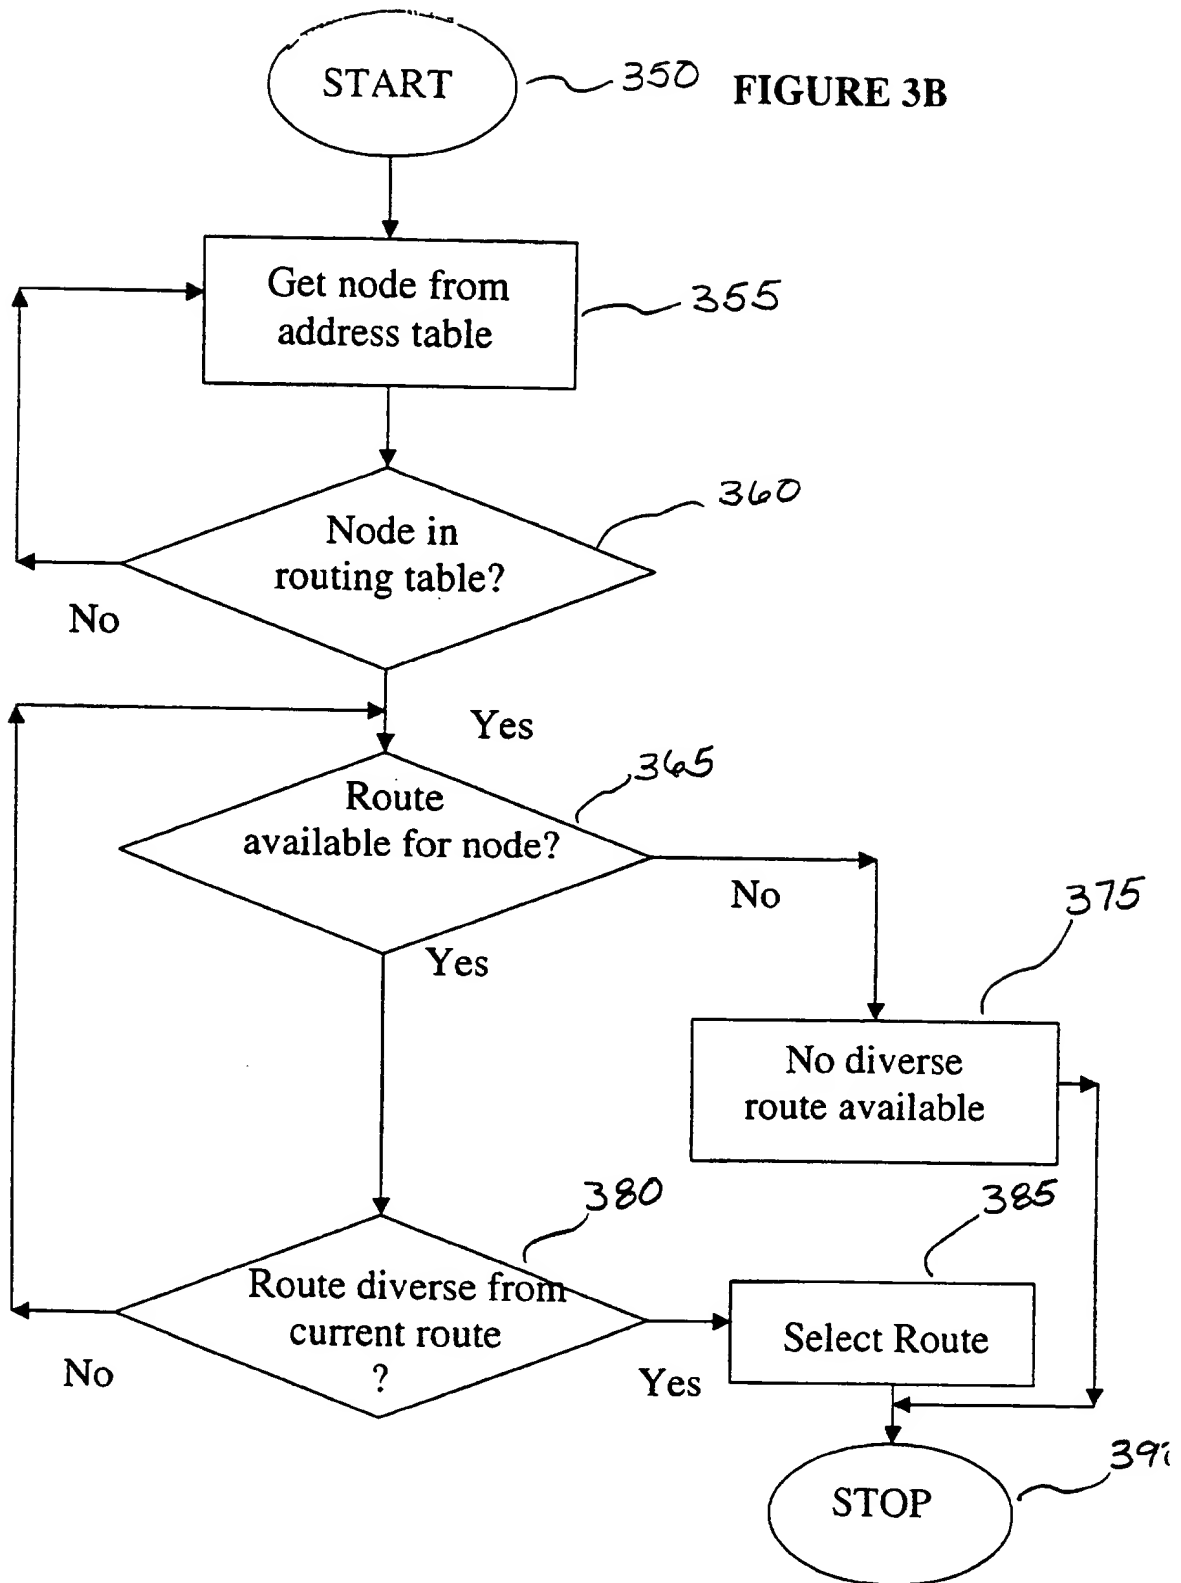 START
350
FIGURE 3B
Get node from
address table
355
Node in
routing table?
360
No
Yes
Route
available for node?
365
No
Yes
375
No diverse
route available
380
385
Route diverse from
current route
?
Select Route
No
Yes
STOP